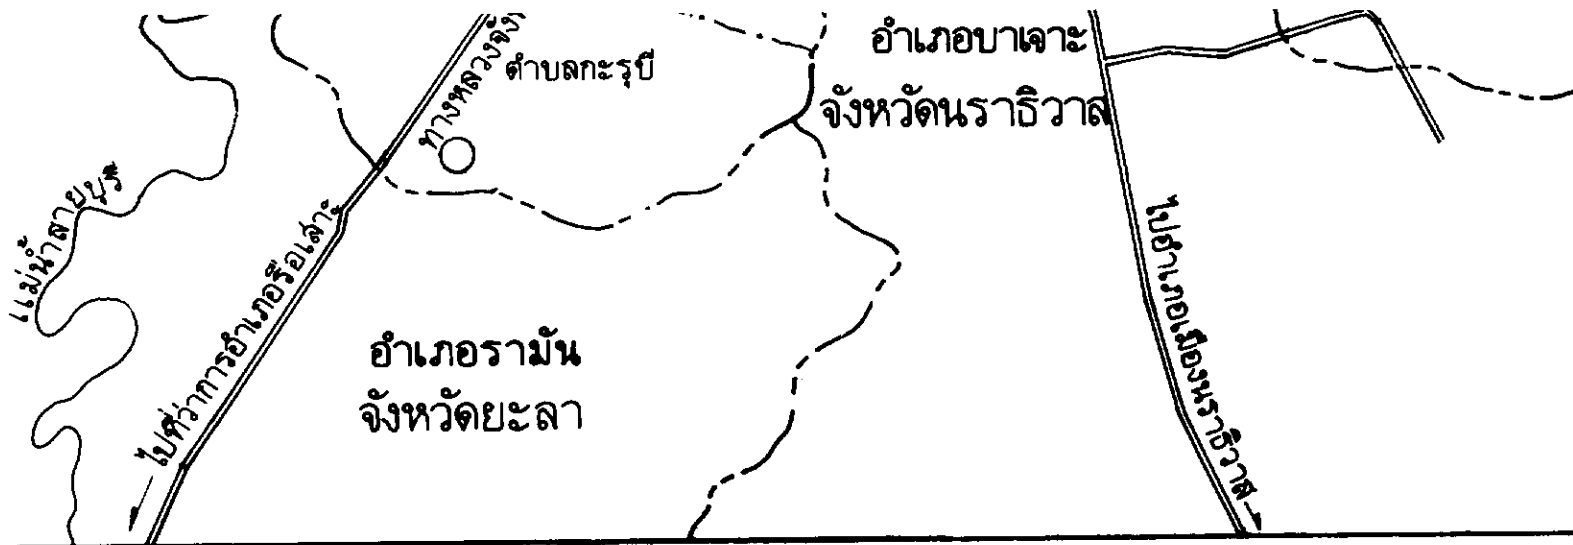 อำเภอบาเจาะ
จังหวัดนราธิวาส
ทางหลวงจัง
ตำบลกะรุบี
แม่น้ำสายบุรี
ไปที่ว่าการอำเภอรือเสาะ
อำเภอรามัน
จังหวัดยะลา
ไปอำเภอเมืองนราธิวาส